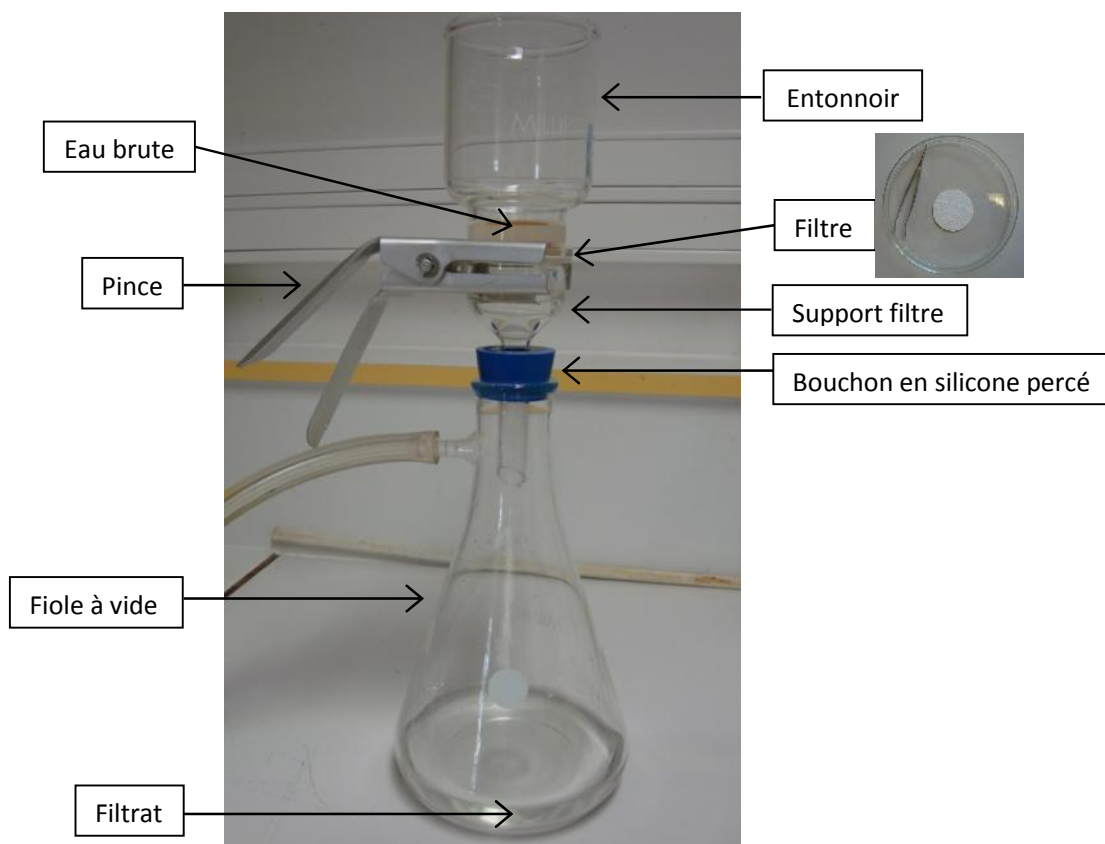 Entonnoir
Eau brute
Filtre
Pince
Support filtre
Bouchon en silicone percé
Fiole à vide
Filtrat